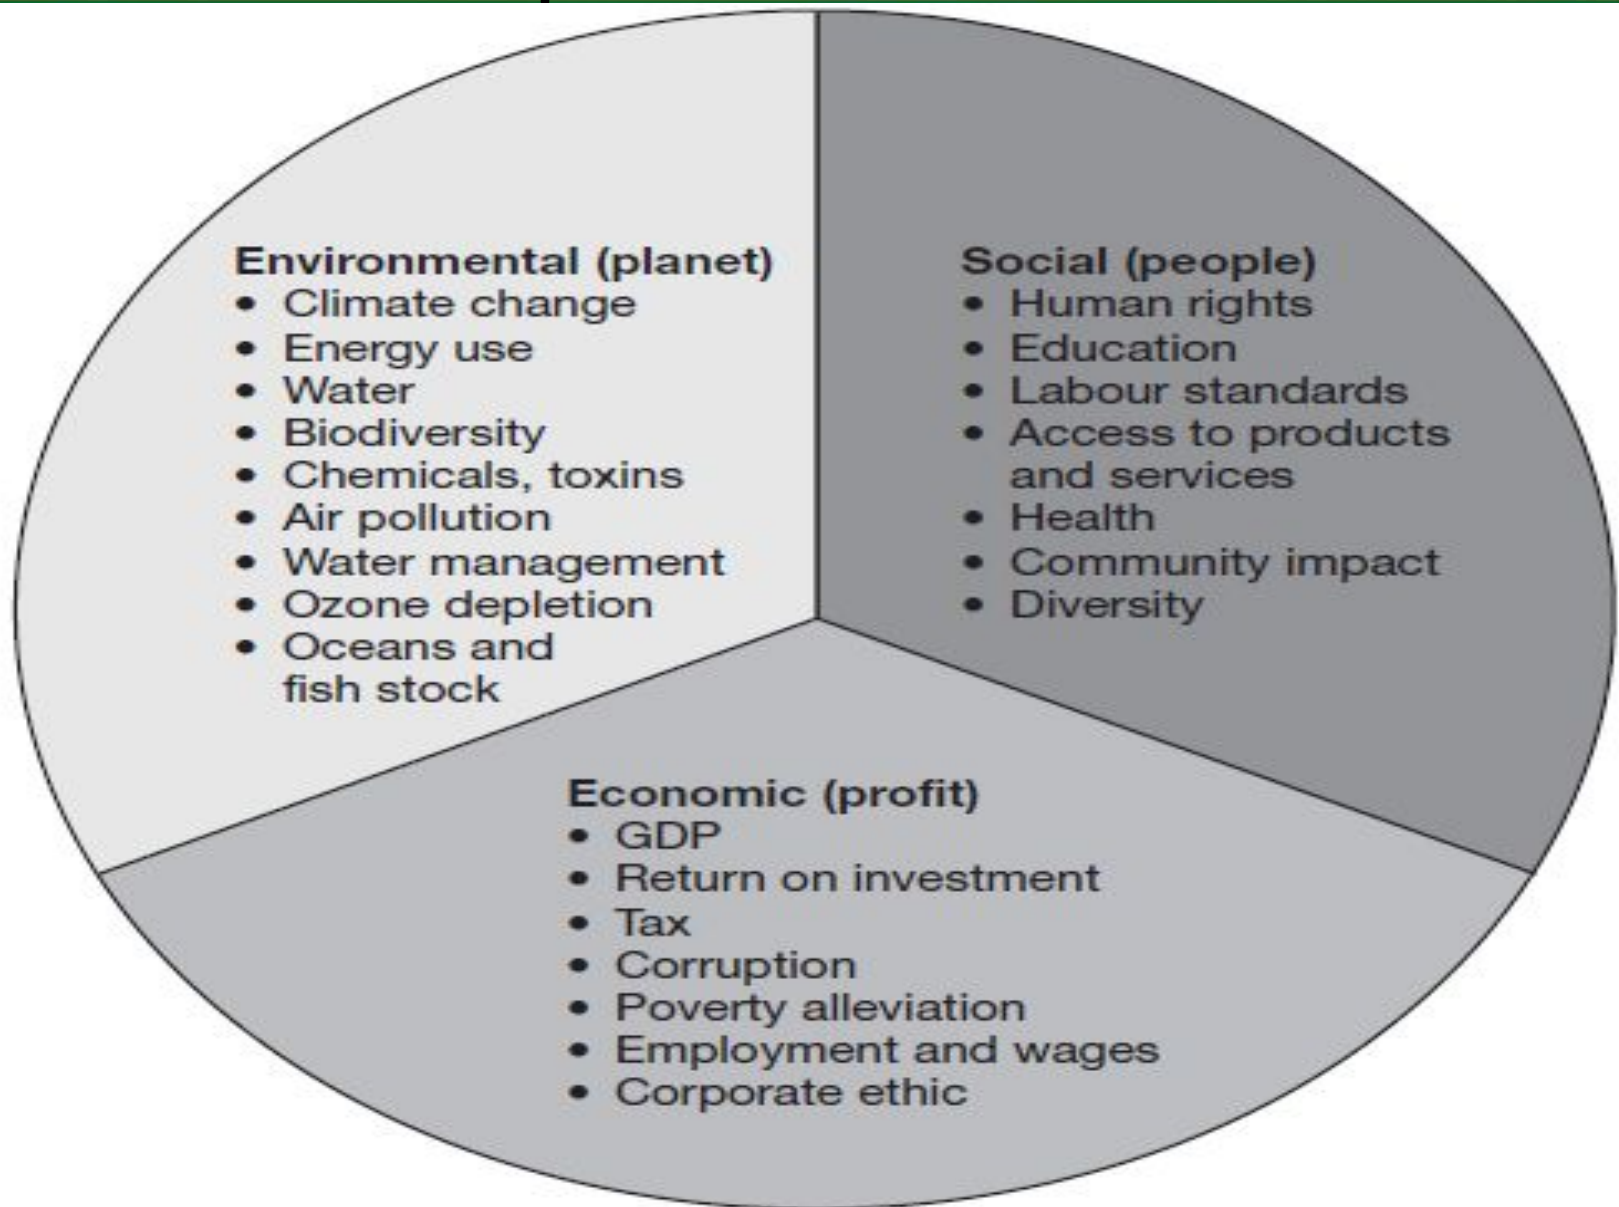 Environmental (planet)
• Climate change
• Energy use
• Water
• Biodiversity
• Chemicals, toxins
• Air pollution
• Water management
• Ozone depletion
• Oceans and
fish stock
Social (people)
• Human rights
• Education
• Labour standards
• Access to products
and services
• Health
• Community impact
• Diversity
Economic (profit)
• GDP
• Return on investment
• Tax
• Corruption
• Poverty alleviation
• Employment and wages
• Corporate ethic